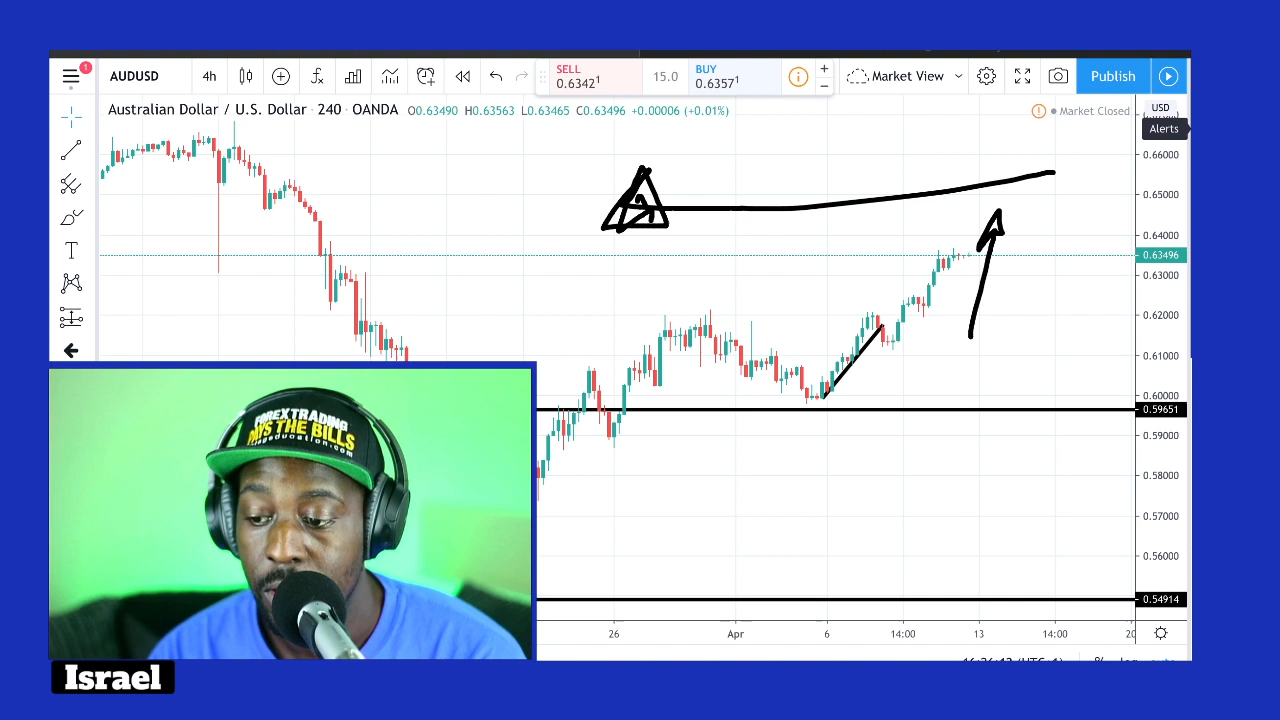 AUDUSD 4h SELL 0.6342¹ 15.0 BUY 0.6357¹ + − Market View Publish
1
Australian Dollar / U.S. Dollar · 240 · OANDA O0.63490 H0.63563 L0.63465 C0.63496 +0.00006 (+0.01%) Market Closed USD
Alerts
0.66000
0.65000
0.64000
0.63496
0.63000
0.62000
0.61000
0.60000
0.59651
0.59000
0.58000
0.57000
0.56000
0.54914
26 Apr 6 14:00 13 14:00 20
FOREX TRADING
PAYS THE BILLS
Israel